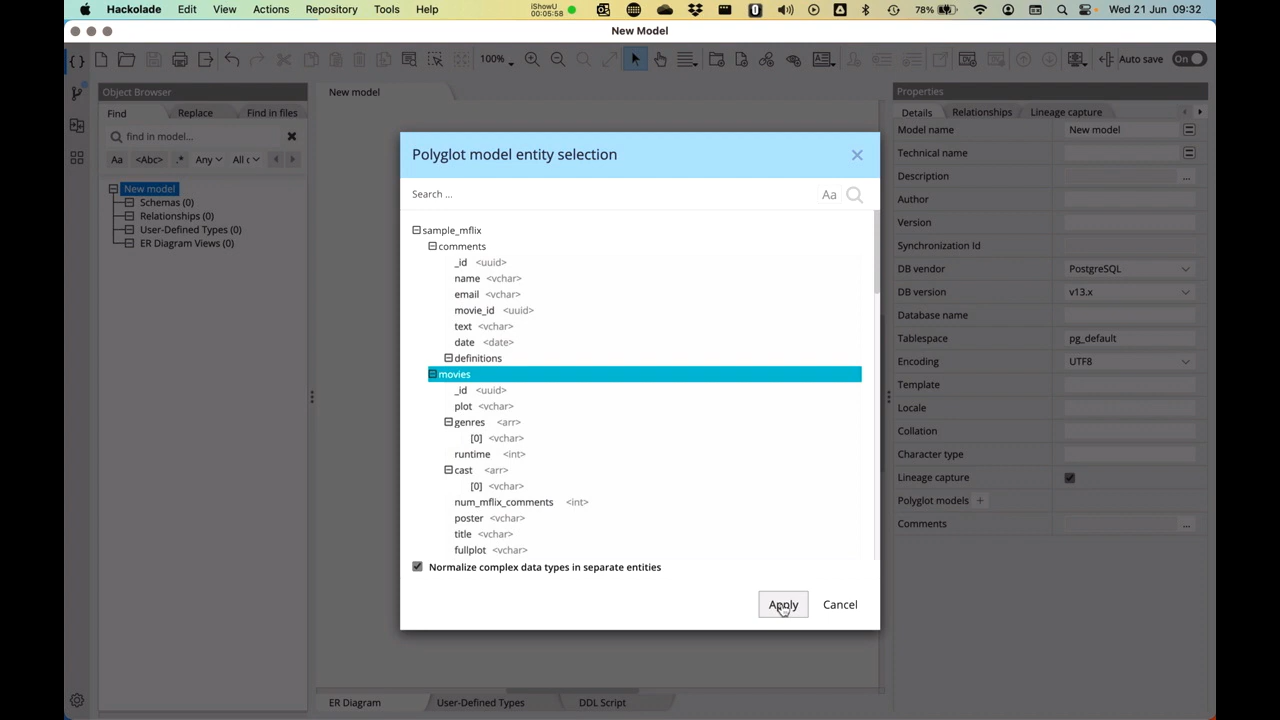 Hackolade Edit View Actions Repository Tools Help
iShowU
00:05:58
78%
Wed 21 Jun 09:32
New Model
100%
Auto save On
Object Browser
New model
Properties
Find Replace Find in files
Details Relationships Lineage capture
find in model...
Aa <Abc> .* Any All c
New model
Schemas (0)
Relationships (0)
User-Defined Types (0)
ER Diagram Views (0)
Polyglot model entity selection
Search ...
Aa
sample_mflix
comments
_id <uuid>
name <vchar>
email <vchar>
movie_id <uuid>
text <vchar>
date <date>
definitions
movies
_id <uuid>
plot <vchar>
genres <arr>
[0] <vchar>
runtime <int>
cast <arr>
[0] <vchar>
num_mflix_comments <int>
poster <vchar>
title <vchar>
fullplot <vchar>
Normalize complex data types in separate entities
Apply Cancel
Model name New model
Technical name
Description ...
Author
Version
Synchronization Id
DB vendor PostgreSQL
DB version v13.x
Database name
Tablespace pg_default
Encoding UTF8
Template
Locale
Collation
Character type
Lineage capture
Polyglot models +
Comments ...
ER Diagram User-Defined Types DDL Script